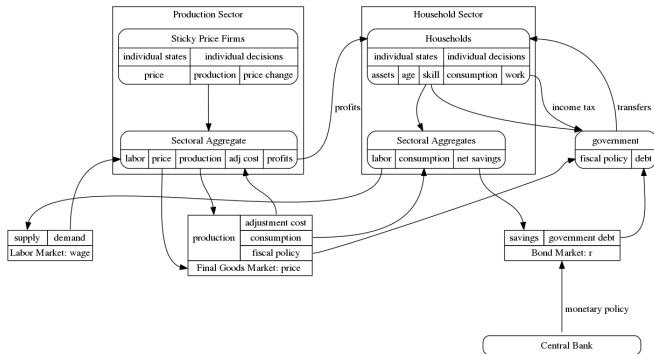 Production Sector
Household Sector
Sticky Price Firms
Households
individual states individual decisions
individual states individual decisions
price production price change
assets age skill consumption work
profits
income tax
transfers
Sectoral Aggregate
Sectoral Aggregates
government
labor price production adj cost profits
labor consumption net savings
fiscal policy debt
supply demand
Labor Market: wage
production
adjustment cost
consumption
fiscal policy
Final Goods Market: price
savings government debt
Bond Market: r
monetary policy
Central Bank